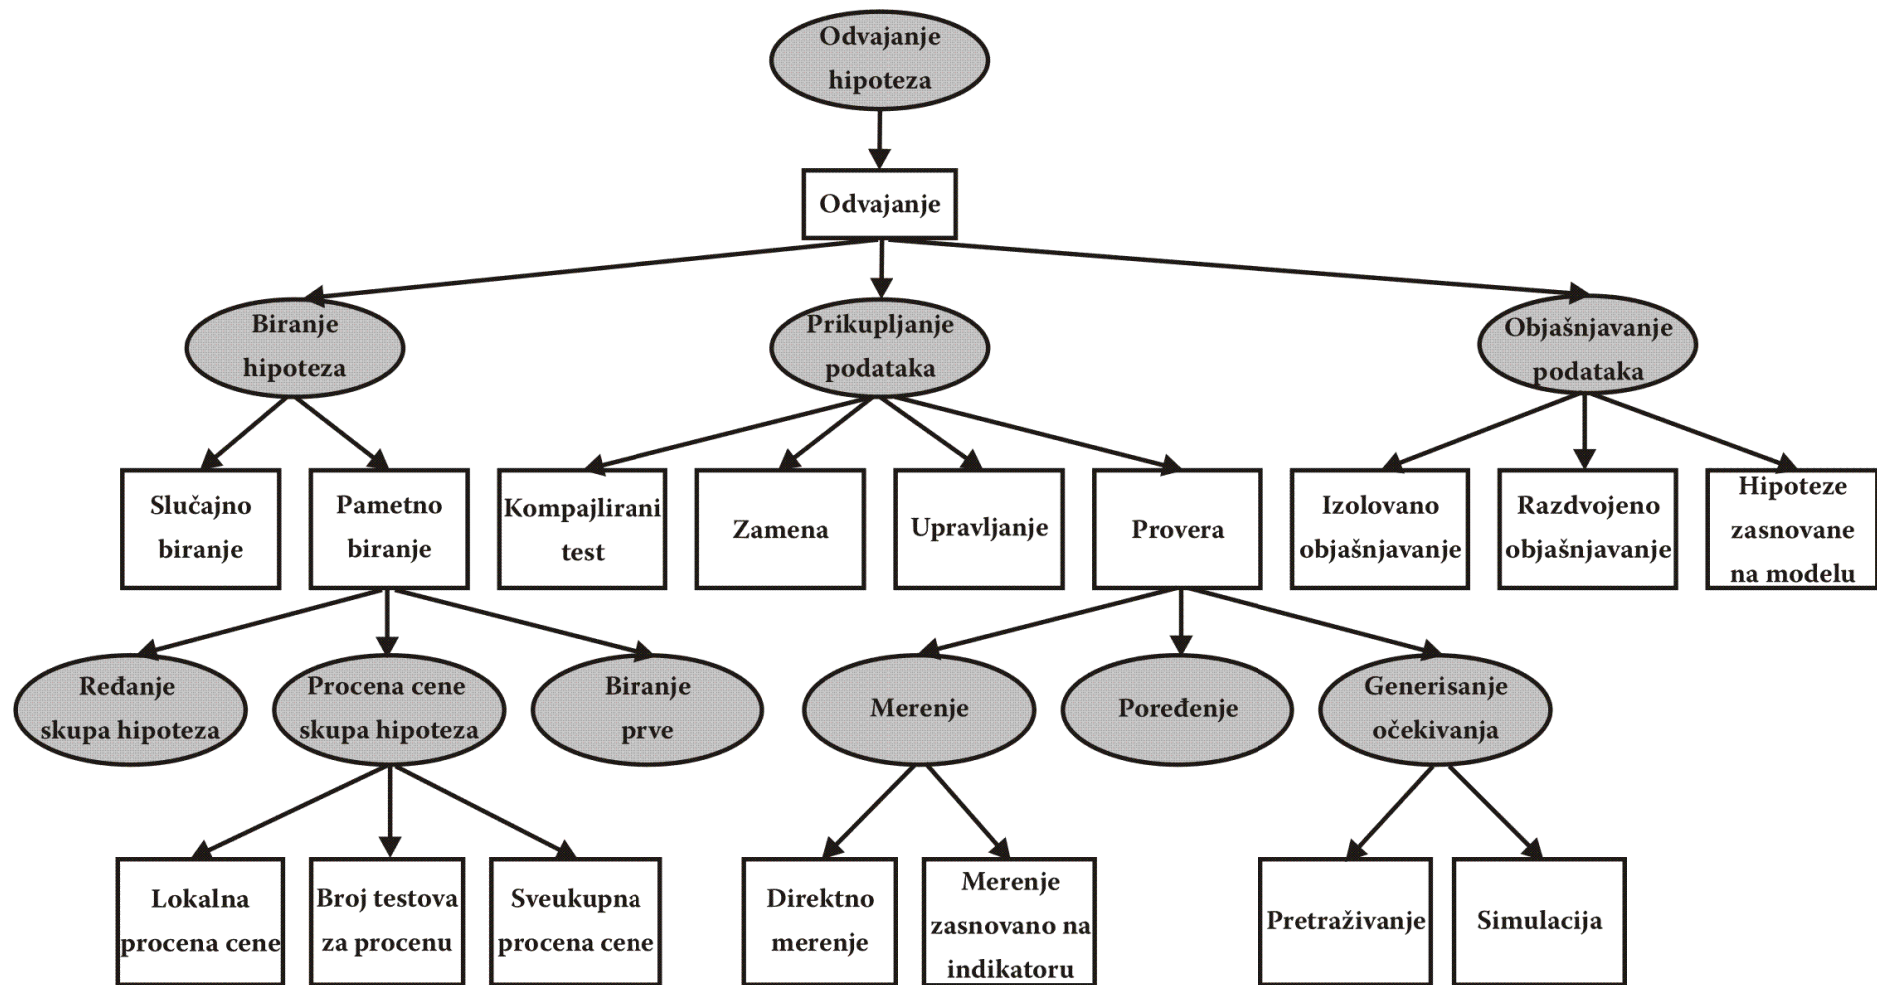 Odvajanje
hipoteza
Odvajanje
Biranje
hipoteza
Prikupljanje
podataka
Objašnjavanje
podataka
Slučajno
biranje
Pametno
biranje
Kompajlirani
test
Zamena
Upravljanje
Provera
Izolovano
objašnjavanje
Razdvojeno
objašnjavanje
Hipoteze
zasnovane
na modelu
Ređanje
skupa hipoteza
Procena cene
skupa hipoteza
Biranje
prve
Merenje
Poređenje
Generisanje
očekivanja
Lokalna
procena cene
Broj testova
za procenu
Sveukupna
procena cene
Direktno
merenje
Merenje
zasnovano na
indikatoru
Pretraživanje
Simulacija